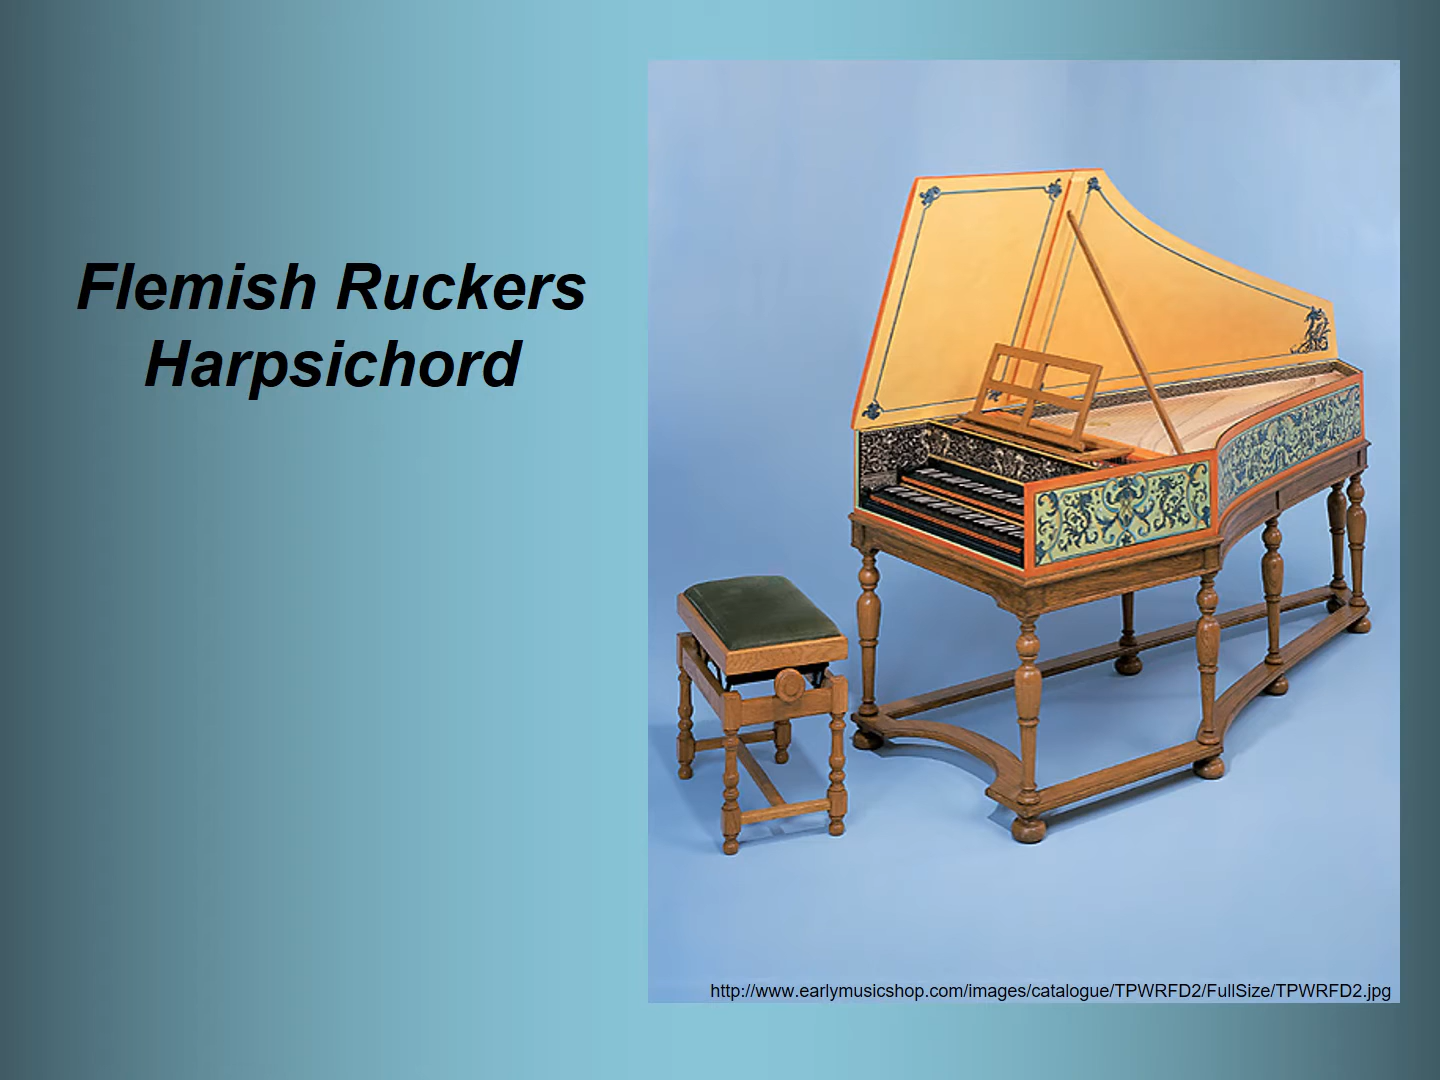 Flemish Ruckers
Harpsichord
http://www.earlymusicshop.com/images/catalogue/TPWRFD2/FullSize/TPWRFD2.jpg